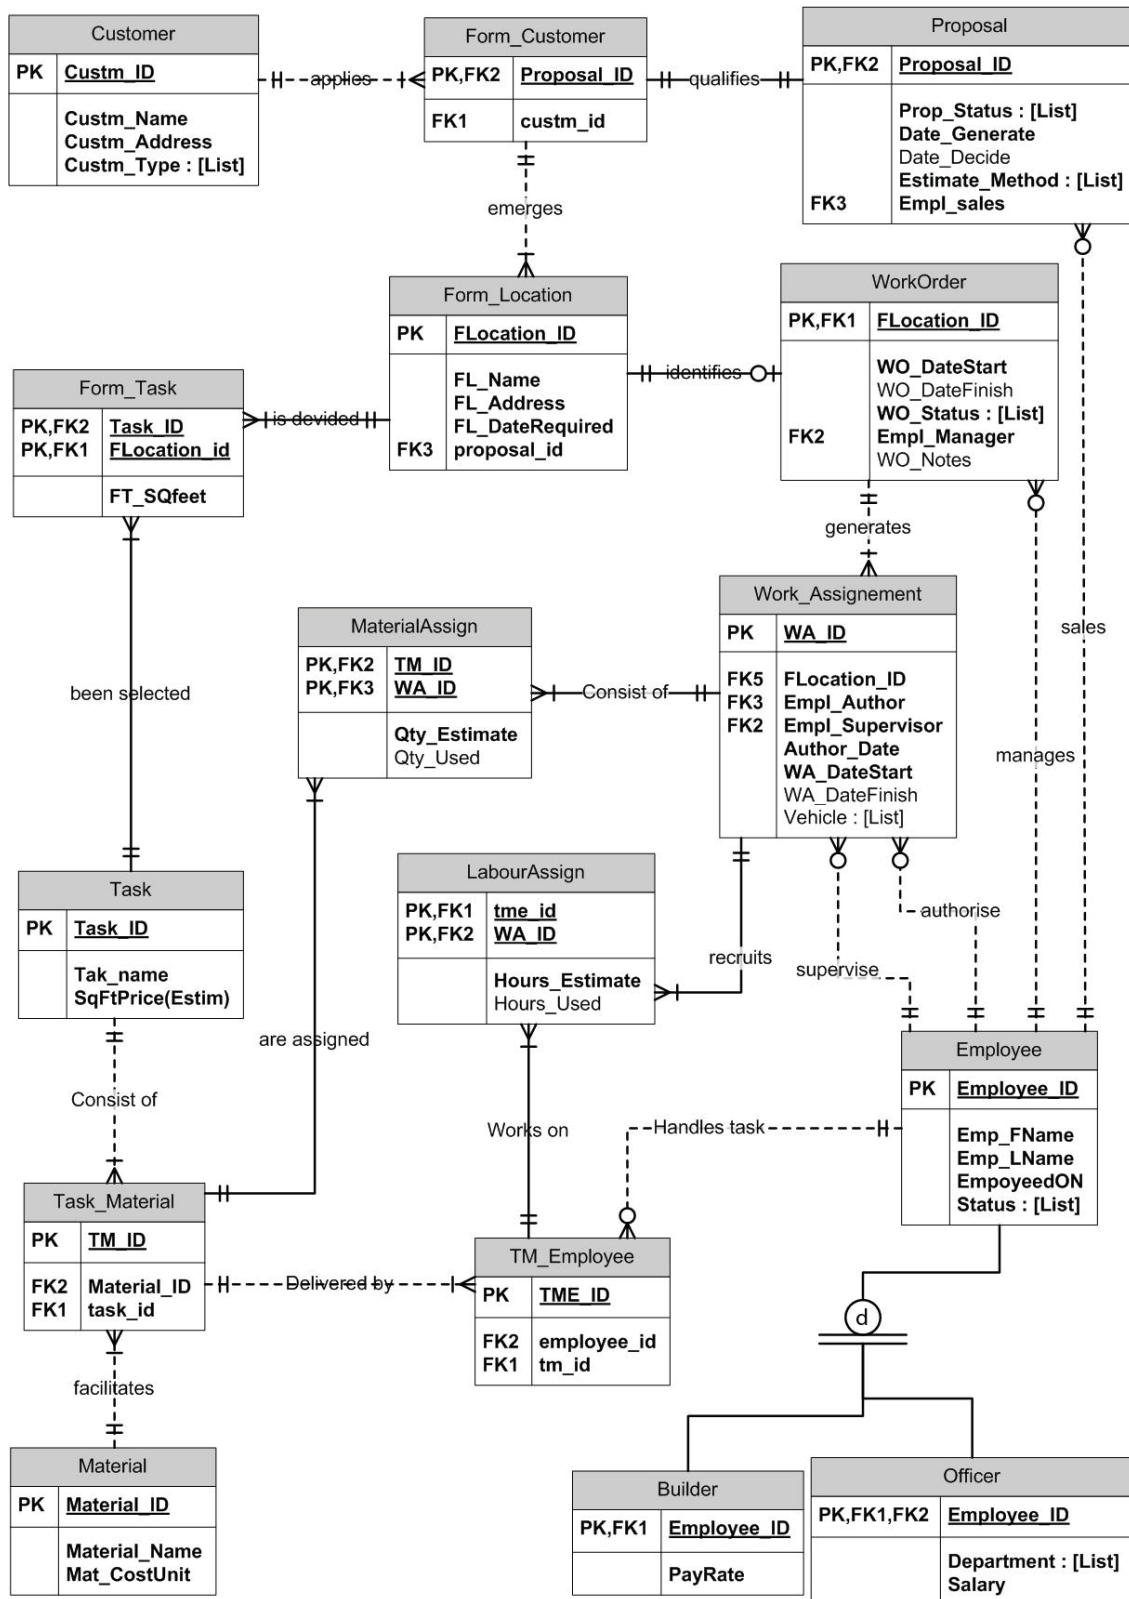 Customer
PK Custm_ID
Custm_Name
Custm_Address
Custm_Type : [List]
applies
Form_Customer
PK,FK2 Proposal_ID
FK1 custm_id
qualifies
Proposal
PK,FK2 Proposal_ID
Prop_Status : [List]
Date_Generate
Date_Decide
Estimate_Method : [List]
FK3 Empl_sales
emerges
Form_Location
PK FLocation_ID
FL_Name
FL_Address
FL_DateRequired
FK3 proposal_id
identifies
WorkOrder
PK,FK1 FLocation_ID
WO_DateStart
WO_DateFinish
WO_Status : [List]
FK2 Empl_Manager
WO_Notes
Form_Task
PK,FK2 Task_ID
PK,FK1 FLocation_id
FT_SQfeet
is devided
generates
sales
manages
been selected
MaterialAssign
PK,FK2 TM_ID
PK,FK3 WA_ID
Qty_Estimate
Qty_Used
Consist of
Work_Assignement
PK WA_ID
FK5 FLocation_ID
FK3 Empl_Author
FK2 Empl_Supervisor
Author_Date
WA_DateStart
WA_DateFinish
Vehicle : [List]
Task
PK Task_ID
Tak_name
SqFtPrice(Estim)
LabourAssign
PK,FK1 tme_id
PK,FK2 WA_ID
Hours_Estimate
Hours_Used
recruits
supervise
authorise
are assigned
Consist of
Works on
Handles task
Employee
PK Employee_ID
Emp_FName
Emp_LName
EmpoyeedON
Status : [List]
Task_Material
PK TM_ID
FK2 Material_ID
FK1 task_id
Delivered by
TM_Employee
PK TME_ID
FK2 employee_id
FK1 tm_id
d
facilitates
Material
PK Material_ID
Material_Name
Mat_CostUnit
Builder
PK,FK1 Employee_ID
PayRate
Officer
PK,FK1,FK2 Employee_ID
Department : [List]
Salary